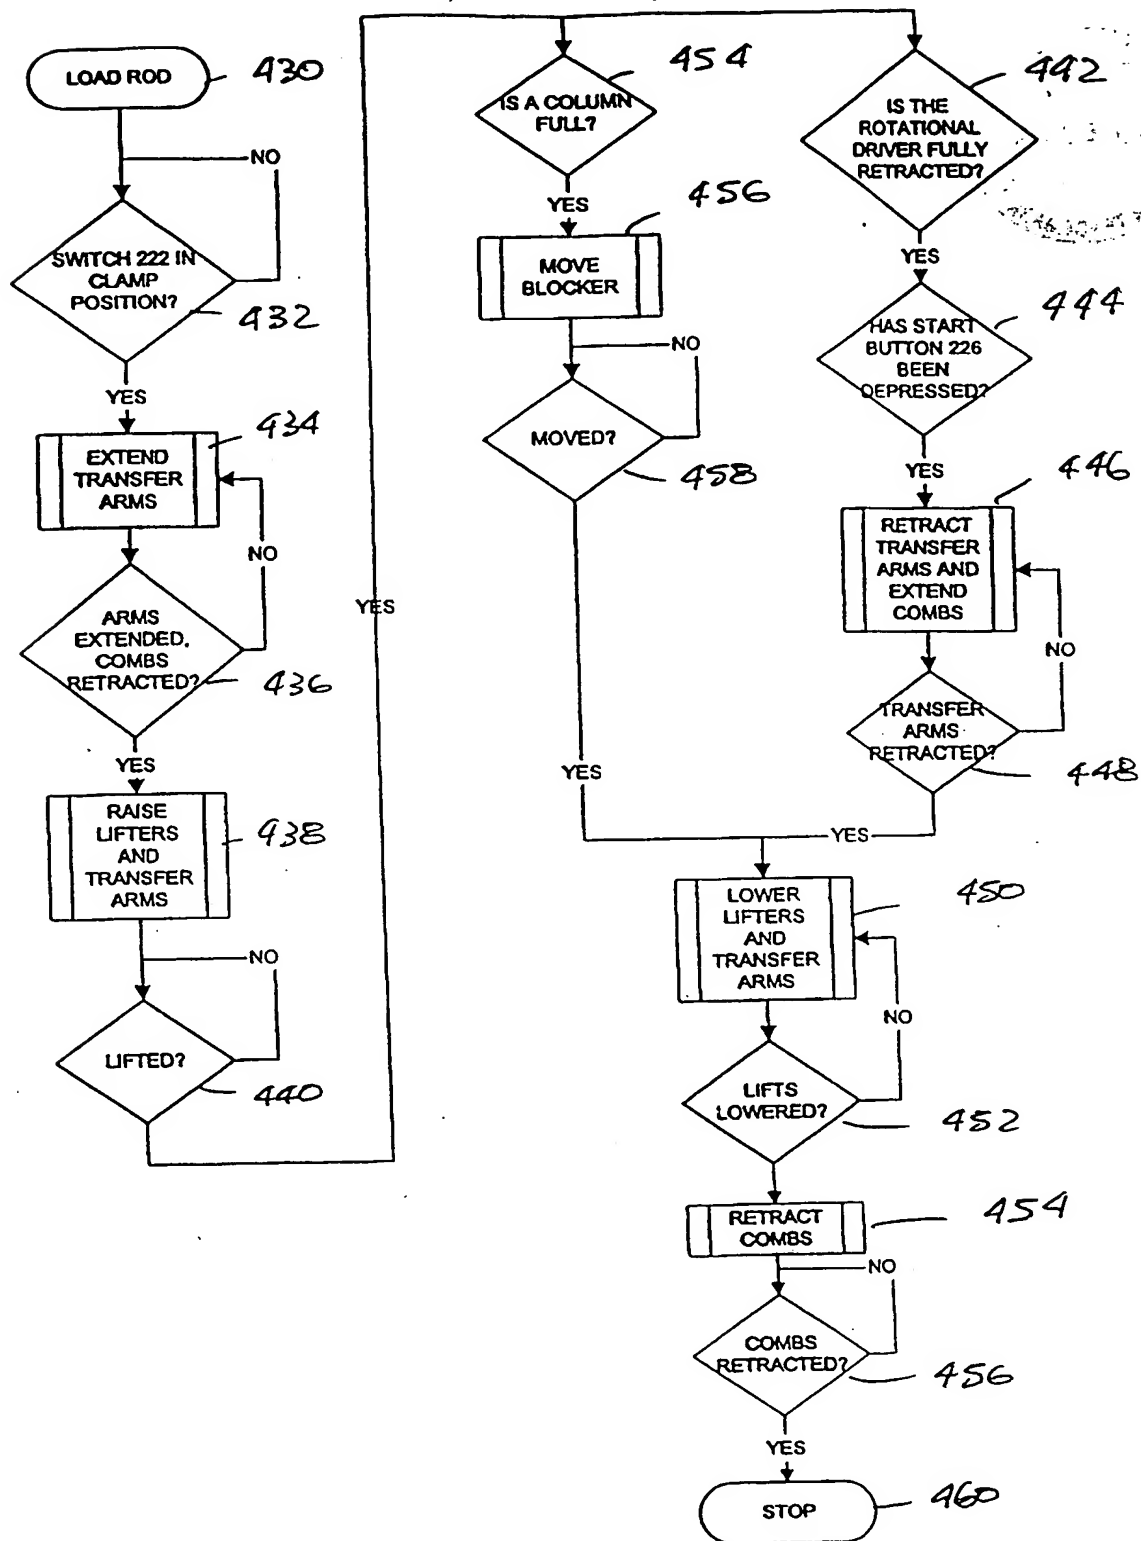 LOAD ROD
430
NO
SWITCH 222 IN
CLAMP
POSITION?
432
YES
EXTEND
TRANSFER
ARMS
434
NO
ARMS
EXTENDED,
COMBS
RETRACTED?
436
YES
RAISE
LIFTERS
AND
TRANSFER
ARMS
438
NO
LIFTED?
440
YES
IS A COLUMN
FULL?
454
YES
MOVE
BLOCKER
456
NO
MOVED?
458
YES
IS THE
ROTATIONAL
DRIVER FULLY
RETRACTED?
442
YES
HAS START
BUTTON 226
BEEN
DEPRESSED?
444
YES
RETRACT
TRANSFER
ARMS AND
EXTEND
COMBS
446
NO
TRANSFER
ARMS
RETRACTED?
448
YES
LOWER
LIFTERS
AND
TRANSFER
ARMS
450
NO
LIFTS
LOWERED?
452
RETRACT
COMBS
454
NO
COMBS
RETRACTED?
456
YES
STOP
460